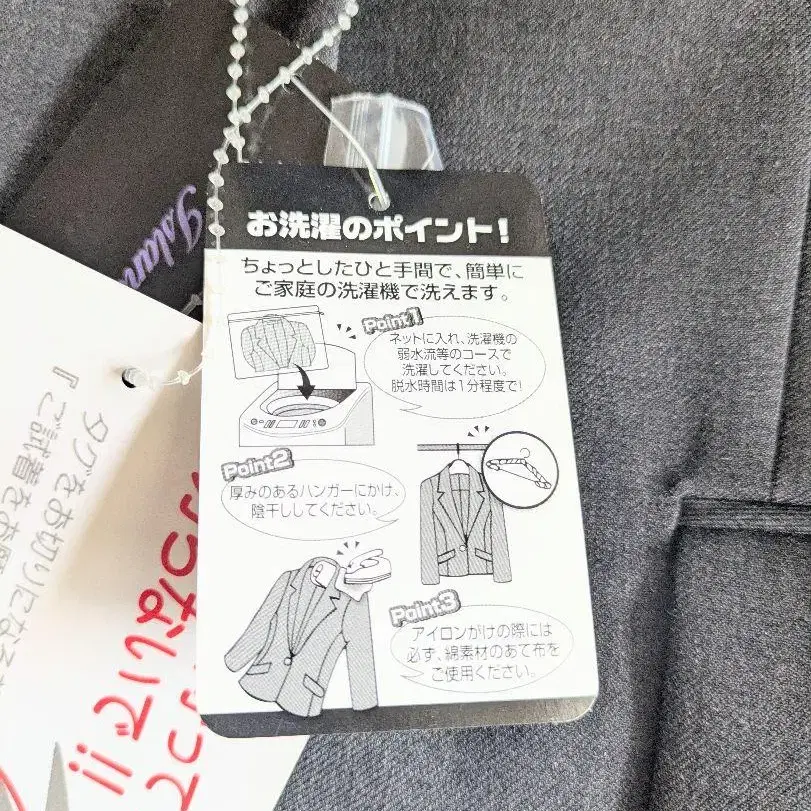 お洗濯のポイント!
ちょっとしたひと手間で、簡単に
ご家庭の洗濯機で洗えます。
Point1
ネットに入れ、洗濯機の
弱水流等のコースで
洗濯してください。
脱水時間は1分程度で!
Point2
厚みのあるハンガーにかけ、
陰干ししてください。
Point3
アイロンがけの際には
必ず、綿素材のあて布を
ご使用ください。
タグをお切りになる
『ご試着をお願